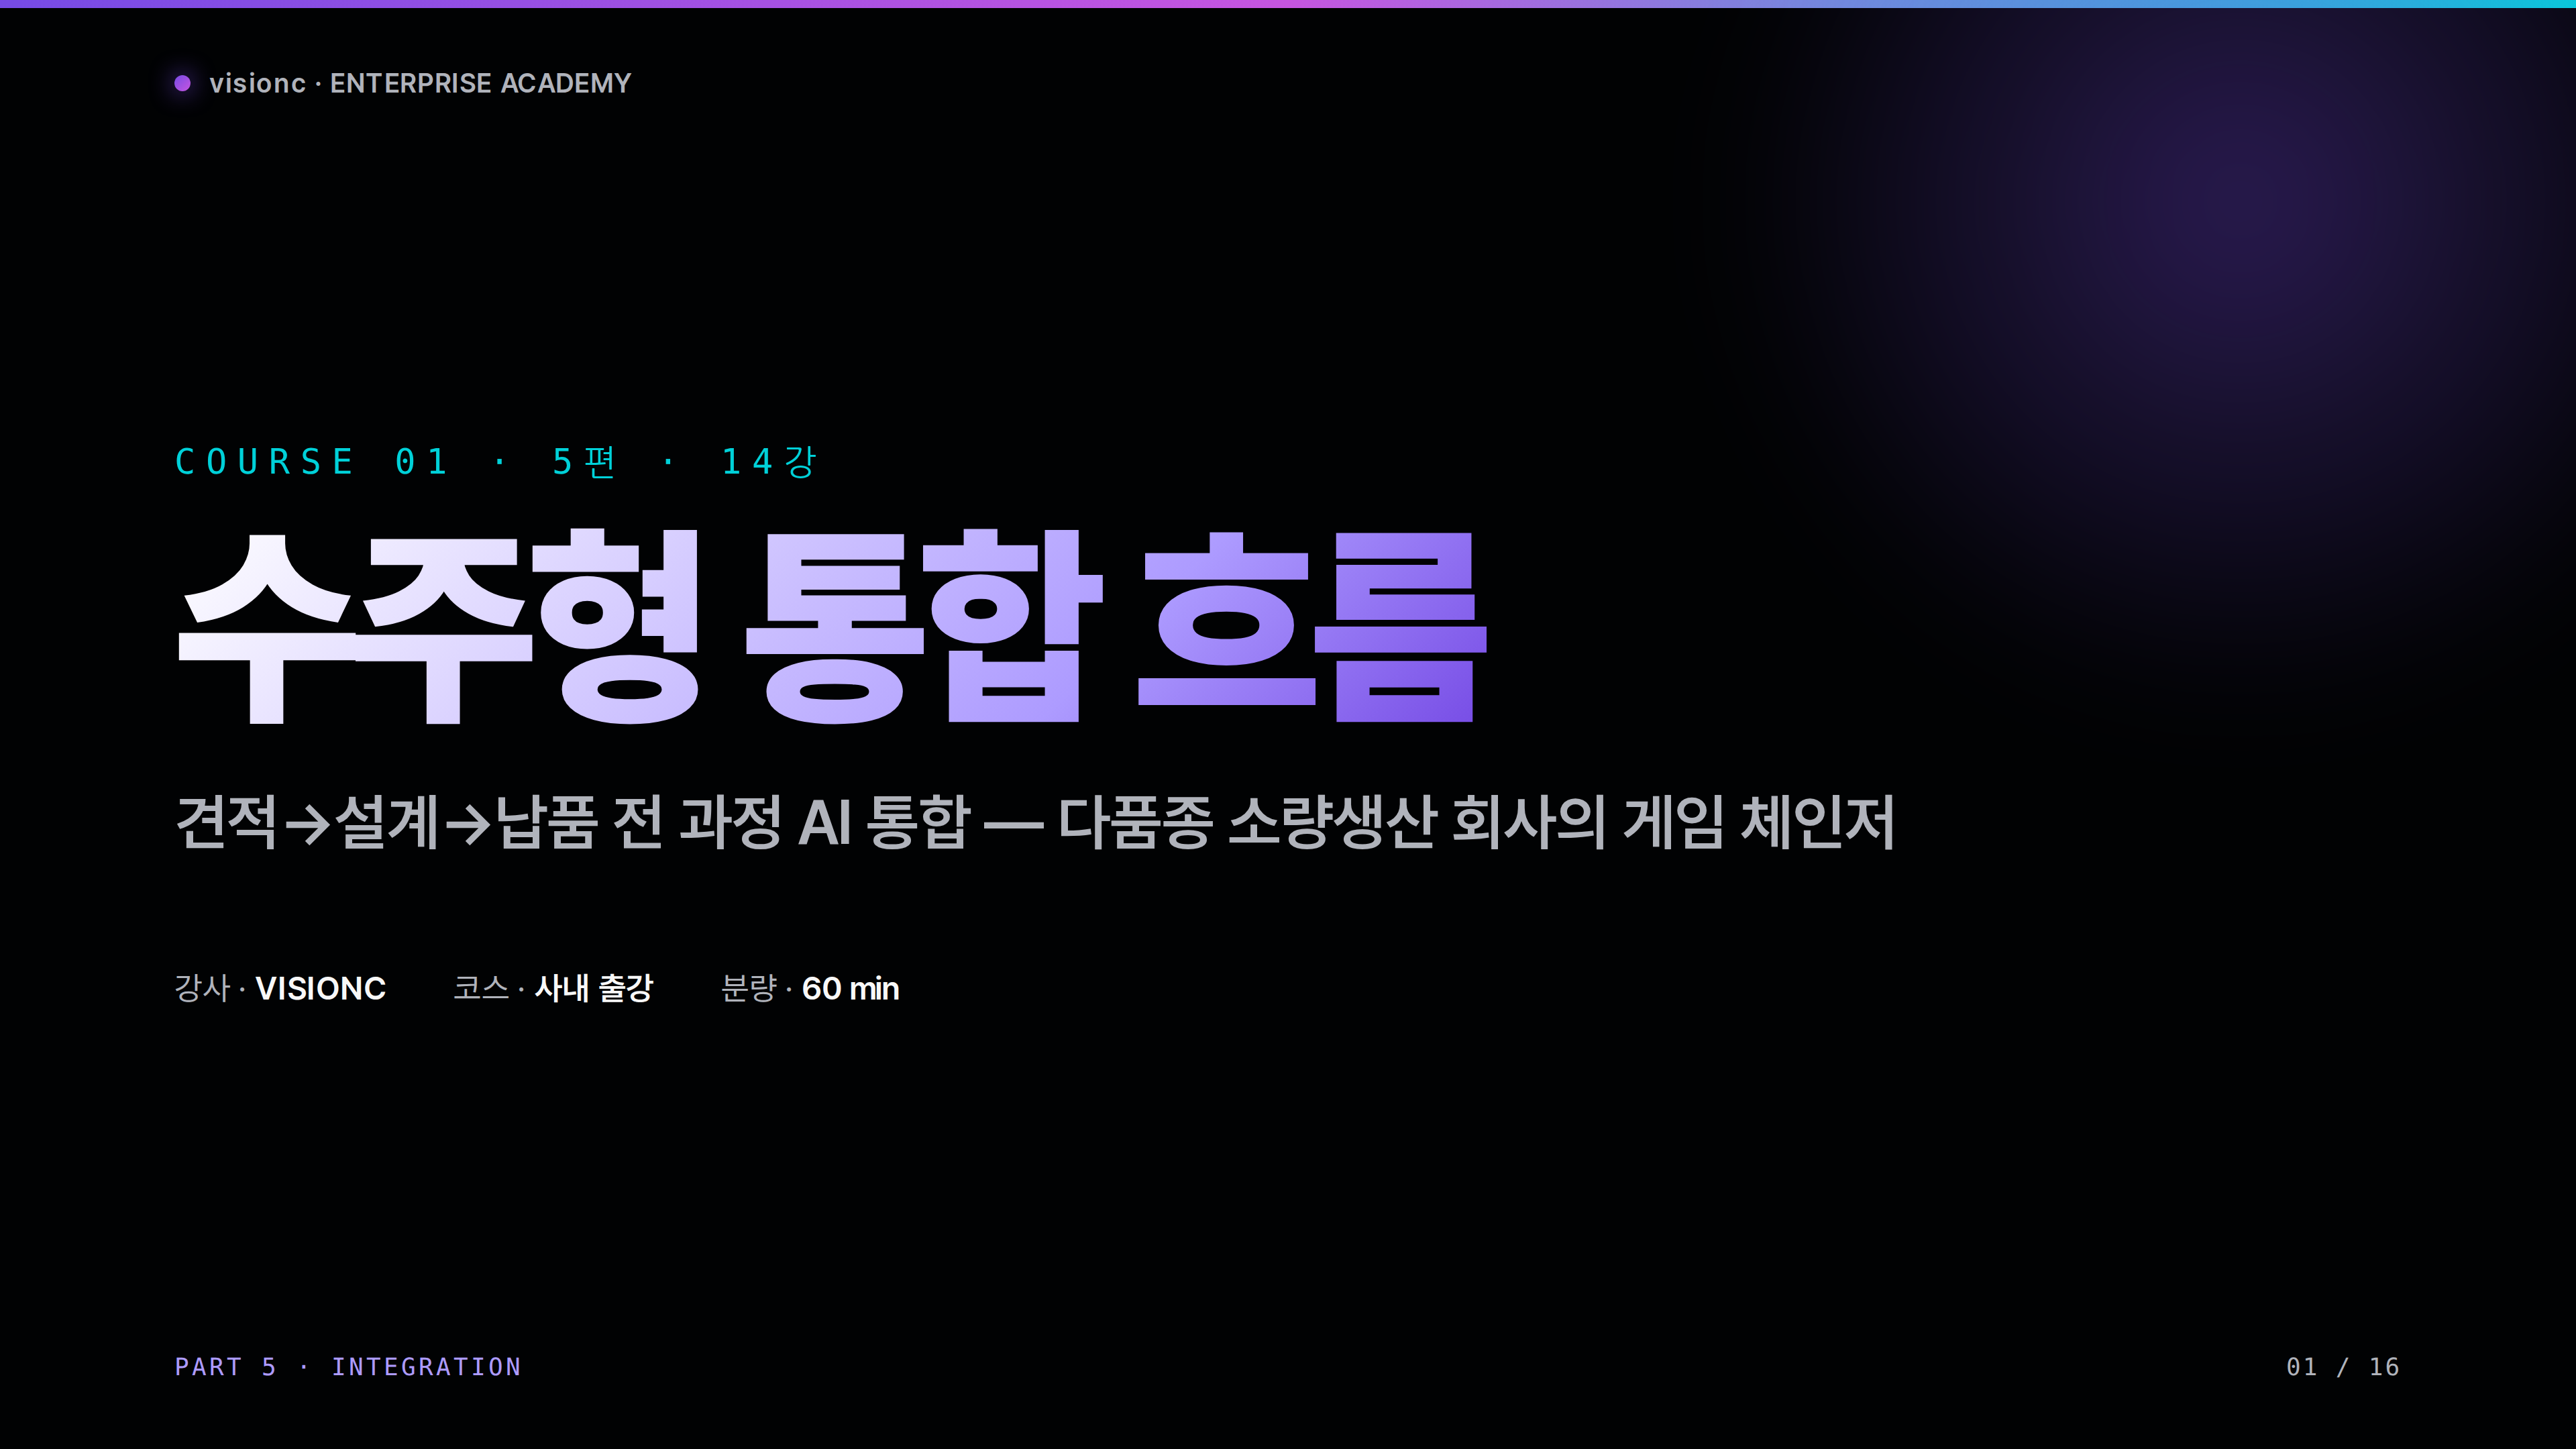 visionc · ENTERPRISE ACADEMY
COURSE 01 · 5편 · 14강
수주형 통합 흐름
견적→설계→납품 전 과정 AI 통합 — 다품종 소량생산 회사의 게임 체인저
강사 · VISIONC 코스 · 사내 출강 분량 · 60 min
PART 5 · INTEGRATION
01 / 16